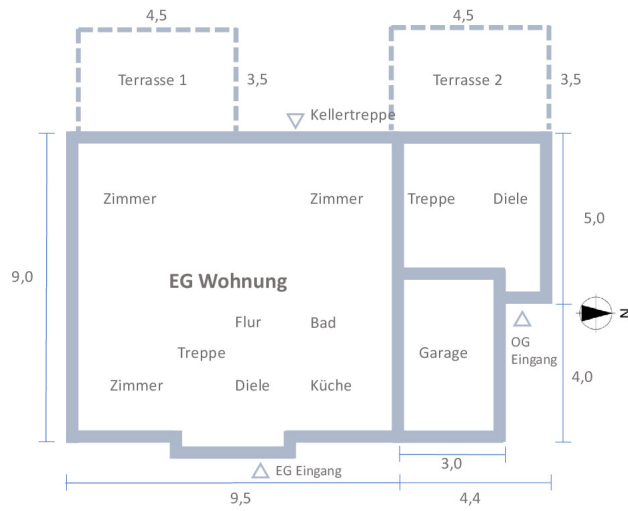 4,5
4,5
Terrasse 1
3,5
Terrasse 2
3,5
Kellertreppe
Zimmer
Zimmer
Treppe
Diele
5,0
9,0
EG Wohnung
Flur
Bad
N
OG
Eingang
Treppe
Garage
4,0
Zimmer
Diele
Küche
EG Eingang
3,0
9,5
4,4